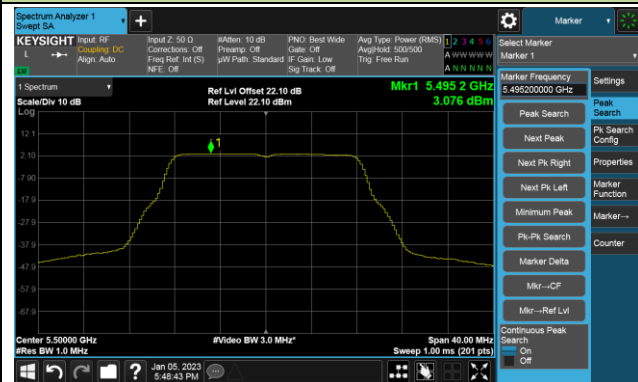 Spectrum Analyzer 1
Swept SA
+
Marker
KEYSIGHT
Input: RF
Coupling: DC
Align: Auto
Input Z: 50 Ω
Corrections: Off
Freq Ref: Int (S)
NFE: Off
#Atten: 10 dB
Preamp: Off
µW Path: Standard
PNO: Best Wide
Gate: Off
IF Gain: Low
Sig Track: Off
Avg Type: Power (RMS)
Avg|Hold: 500/500
Trig: Free Run
1 2 3 4 5 6
A W W W W W
A N N N N N
L
Select Marker
Marker 1
1 Spectrum
Scale/Div 10 dB
Log
Ref Lvl Offset 22.10 dB
Ref Level 22.10 dBm
Mkr1 5.495 2 GHz
3.076 dBm
12.1
2.10
-7.90
-17.9
-27.9
-37.9
-47.9
-57.9
-67.9
1
Center 5.50000 GHz
#Res BW 1.0 MHz
#Video BW 3.0 MHz*
Span 40.00 MHz
Sweep 1.00 ms (201 pts)
Marker Frequency
5.495200000 GHz
Peak Search
Next Peak
Next Pk Right
Next Pk Left
Minimum Peak
Pk-Pk Search
Marker Delta
Mkr→CF
Mkr→Ref Lvl
Continuous Peak
Search
On
Off
Settings
Peak
Search
Pk Search
Config
Properties
Marker
Function
Marker→
Counter
?
Jan 05, 2023
5:48:43 PM